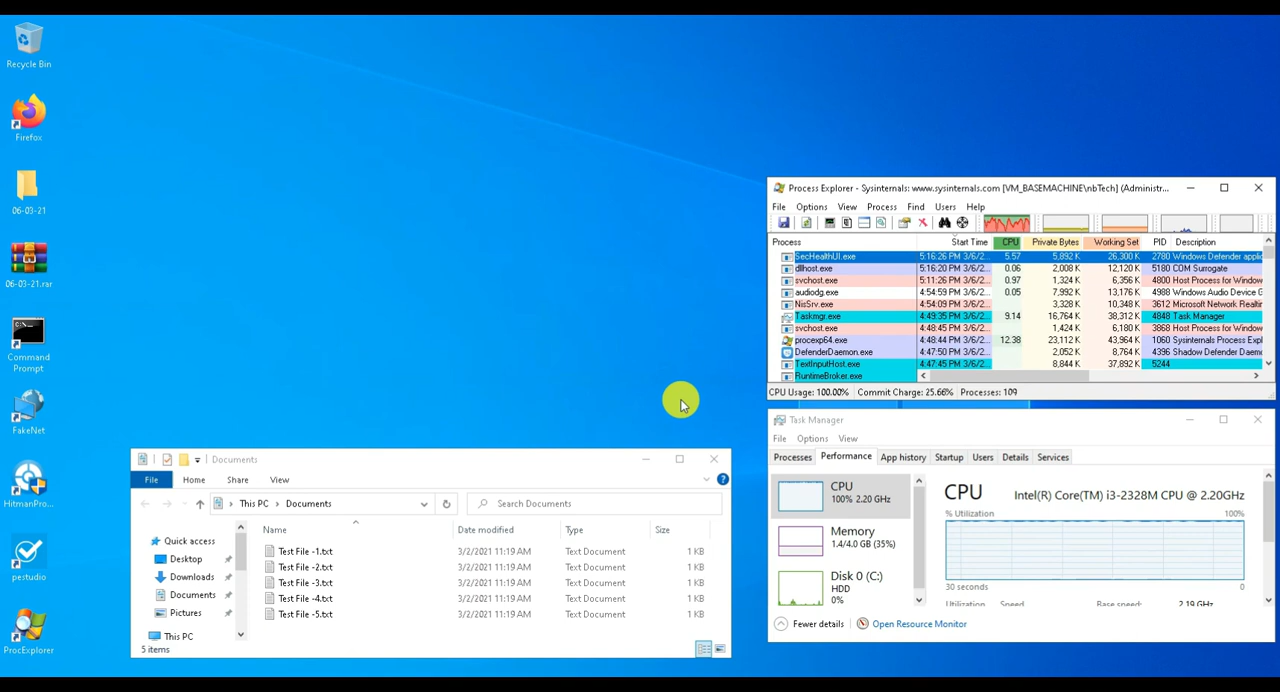 Recycle Bin
Firefox
06-03-21
06-03-21.rar
Command
Prompt
FakeNet
HitmanPro...
pestudio
ProcExplorer
Process Explorer - Sysinternals: www.sysinternals.com [VM_BASEMACHINE\nbTech] (Administr...
File Options View Process Find Users Help
Process Start Time CPU Private Bytes Working Set PID Description
SecHealthUI.exe 5:16:26 PM 3/6/2... 5.57 5,892 K 26,300 K 2780 Windows Defender applic
dllhost.exe 5:16:20 PM 3/6/2... 0.06 2,008 K 12,120 K 5180 COM Surrogate
svchost.exe 5:11:26 PM 3/6/2... 0.97 1,324 K 6,356 K 4800 Host Process for Window
audiodg.exe 4:54:59 PM 3/6/2... 0.05 7,992 K 13,176 K 4988 Windows Audio Device G
NisSrv.exe 4:54:09 PM 3/6/2... 3,328 K 10,348 K 3612 Microsoft Network Realtir
Taskmgr.exe 4:49:35 PM 3/6/2... 9.14 16,764 K 38,312 K 4848 Task Manager
svchost.exe 4:48:45 PM 3/6/2... 1,424 K 6,180 K 3868 Host Process for Window
procexp64.exe 4:48:44 PM 3/6/2... 12.38 23,112 K 43,964 K 1060 Sysinternals Process Expl
DefenderDaemon.exe 4:47:50 PM 3/6/2... 2,052 K 8,764 K 4396 Shadow Defender Daemo
TextInputHost.exe 4:47:45 PM 3/6/2... 8,844 K 37,892 K 5244
RuntimeBroker.exe
CPU Usage: 100.00% Commit Charge: 25.66% Processes: 109
Task Manager
File Options View
Processes Performance App history Startup Users Details Services
CPU
100% 2.20 GHz
Memory
1.4/4.0 GB (35%)
Disk 0 (C:)
HDD
0%
CPU Intel(R) Core(TM) i3-2328M CPU @ 2.20GHz
% Utilization 100%
30 seconds 0
Utilization Speed Base speed: 2.19 GHz
Fewer details Open Resource Monitor
Documents
File Home Share View
This PC Documents Search Documents
Name Date modified Type Size
Quick access
Desktop
Downloads
Documents
Pictures
This PC
Test File -1.txt 3/2/2021 11:19 AM Text Document 1 KB
Test File -2.txt 3/2/2021 11:19 AM Text Document 1 KB
Test File -3.txt 3/2/2021 11:19 AM Text Document 1 KB
Test File -4.txt 3/2/2021 11:19 AM Text Document 1 KB
Test File -5.txt 3/2/2021 11:19 AM Text Document 1 KB
5 items